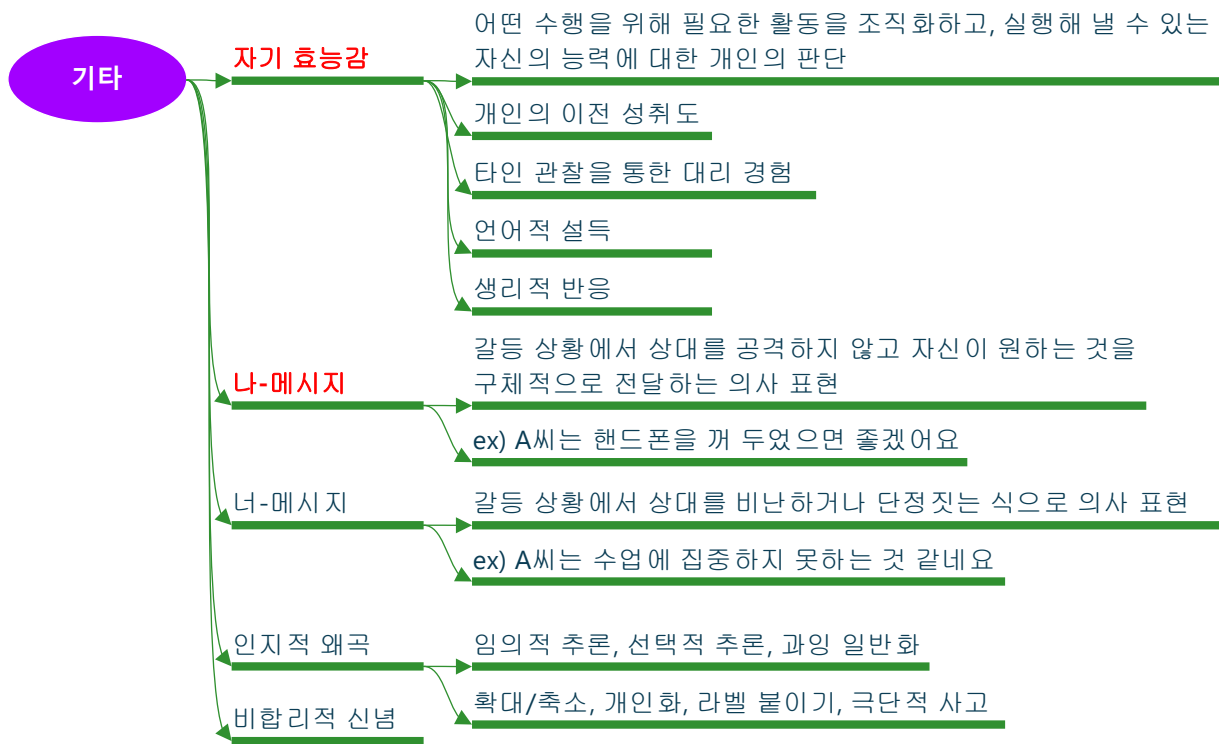 기타
자기 효능감
어떤 수행을 위해 필요한 활동을 조직화하고, 실행해 낼 수 있는
자신의 능력에 대한 개인의 판단
개인의 이전 성취도
타인 관찰을 통한 대리 경험
언어적 설득
생리적 반응
나-메시지
갈등 상황에서 상대를 공격하지 않고 자신이 원하는 것을
구체적으로 전달하는 의사 표현
ex) A씨는 핸드폰을 꺼 두었으면 좋겠어요
너-메시지
갈등 상황에서 상대를 비난하거나 단정짓는 식으로 의사 표현
ex) A씨는 수업에 집중하지 못하는 것 같네요
인지적 왜곡
임의적 추론, 선택적 추론, 과잉 일반화
확대/축소, 개인화, 라벨 붙이기, 극단적 사고
비합리적 신념